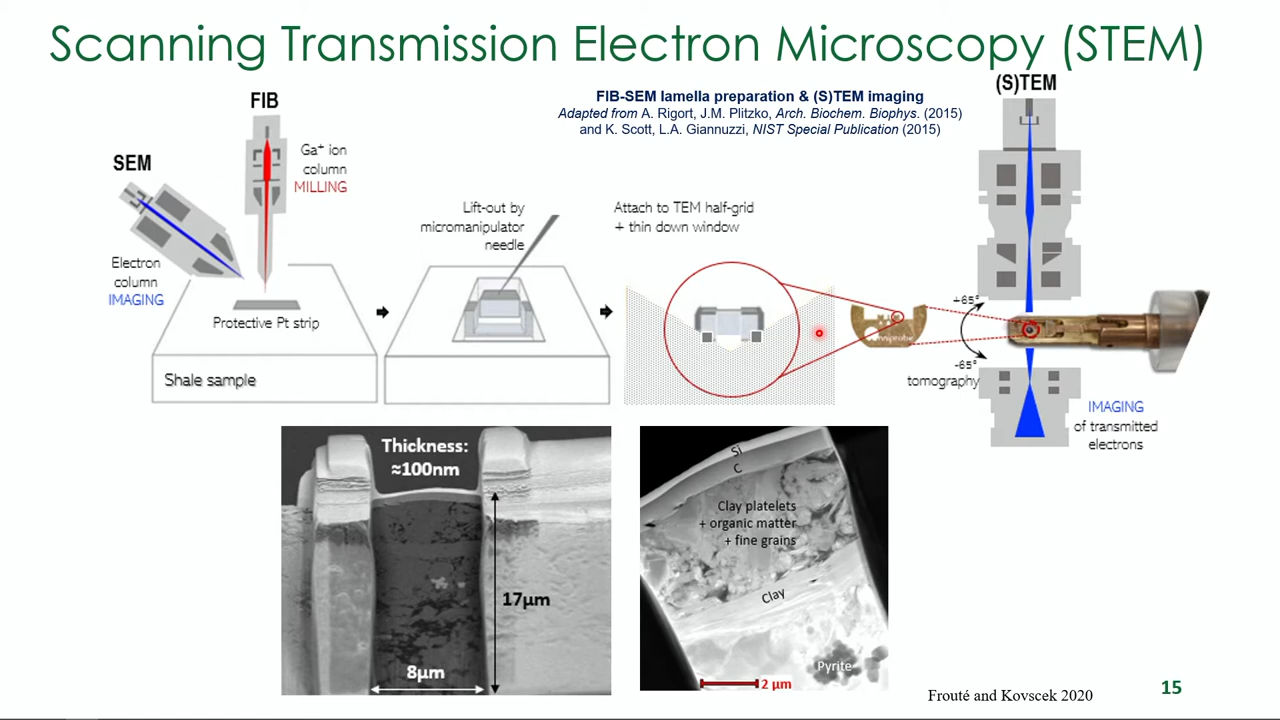 Scanning Transmission Electron Microscopy (STEM)
FIB-SEM lamella preparation & (S)TEM imaging
Adapted from A. Rigort, J.M. Plitzko, Arch. Biochem. Biophys. (2015)
and K. Scott, L.A. Giannuzzi, NIST Special Publication (2015)
SEM
FIB
Ga⁺ ion
column
MILLING
Electron
column
IMAGING
Protective Pt strip
Shale sample
Lift-out by
micromanipulator
needle
Attach to TEM half-grid
+ thin down window
(S)TEM
+65°
-65°
tomography
IMAGING
of transmitted
electrons
Thickness:
≈100nm
17μm
8μm
Si
C
Clay platelets
+ organic matter
+ fine grains
Clay
Pyrite
2 μm
Frouté and Kovscek 2020
15